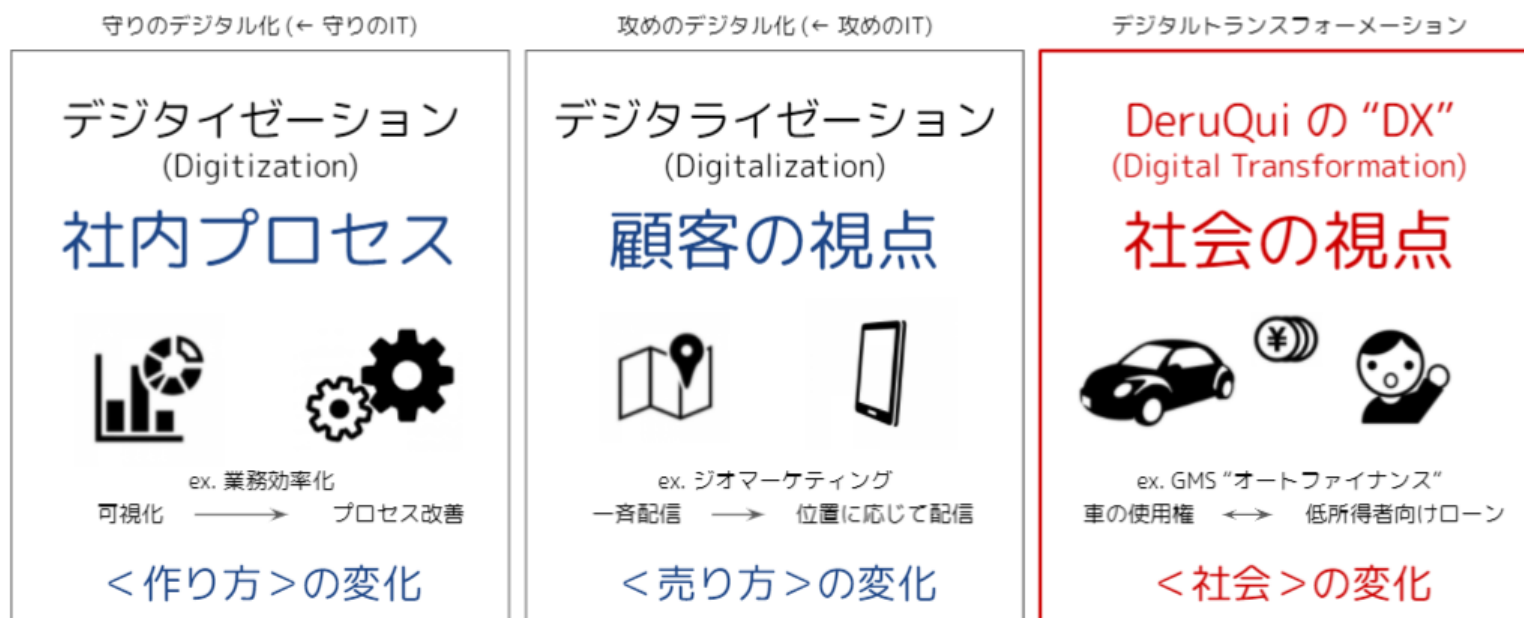 守りのデジタル化 (← 守りのIT)
デジタイゼーション
(Digitization)
社内プロセス
ex. 業務効率化
可視化 → プロセス改善
<作り方>の変化
攻めのデジタル化 (← 攻めのIT)
デジタライゼーション
(Digitalization)
顧客の視点
ex. ジオマーケティング
一斉配信 → 位置に応じて配信
<売り方>の変化
デジタルトランスフォーメーション
DeruQui の “DX”
(Digital Transformation)
社会の視点
¥
ex. GMS “オートファイナンス“
車の使用権 ↔ 低所得者向けローン
<社会>の変化